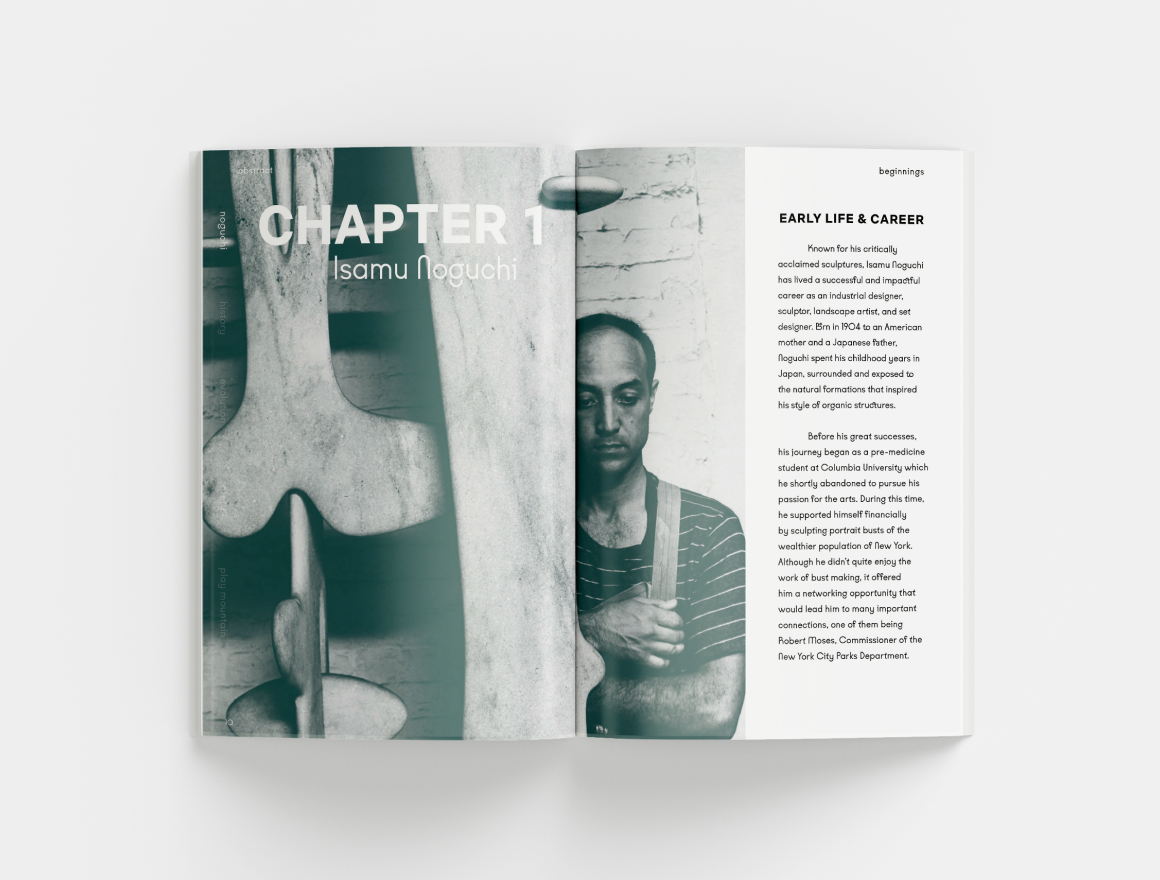 abstract
CHAPTER 1
Isamu Noguchi
noguchi
history
play mountain
10
beginnings
EARLY LIFE & CAREER
Known for his critically
acclaimed sculptures, Isamu Noguchi
has lived a successful and impactful
career as an industrial designer,
sculptor, landscape artist, and set
designer. Born in 1904 to an American
mother and a Japanese father,
Noguchi spent his childhood years in
Japan, surrounded and exposed to
the natural formations that inspired
his style of organic structures.
Before his great successes,
his journey began as a pre-medicine
student at Columbia University which
he shortly abandoned to pursue his
passion for the arts. During this time,
he supported himself financially
by sculpting portrait busts of the
wealthier population of New York.
Although he didn't quite enjoy the
work of bust making, it offered
him a networking opportunity that
would lead him to many important
connections, one of them being
Robert Moses, Commissioner of the
New York City Parks Department.